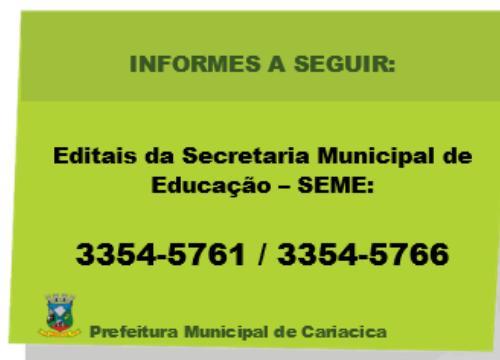 INFORMES A SEGUIR:
Editais da Secretaria Municipal de
Educação – SEME:
3354-5761 / 3354-5766
Prefeitura Municipal de Cariacica